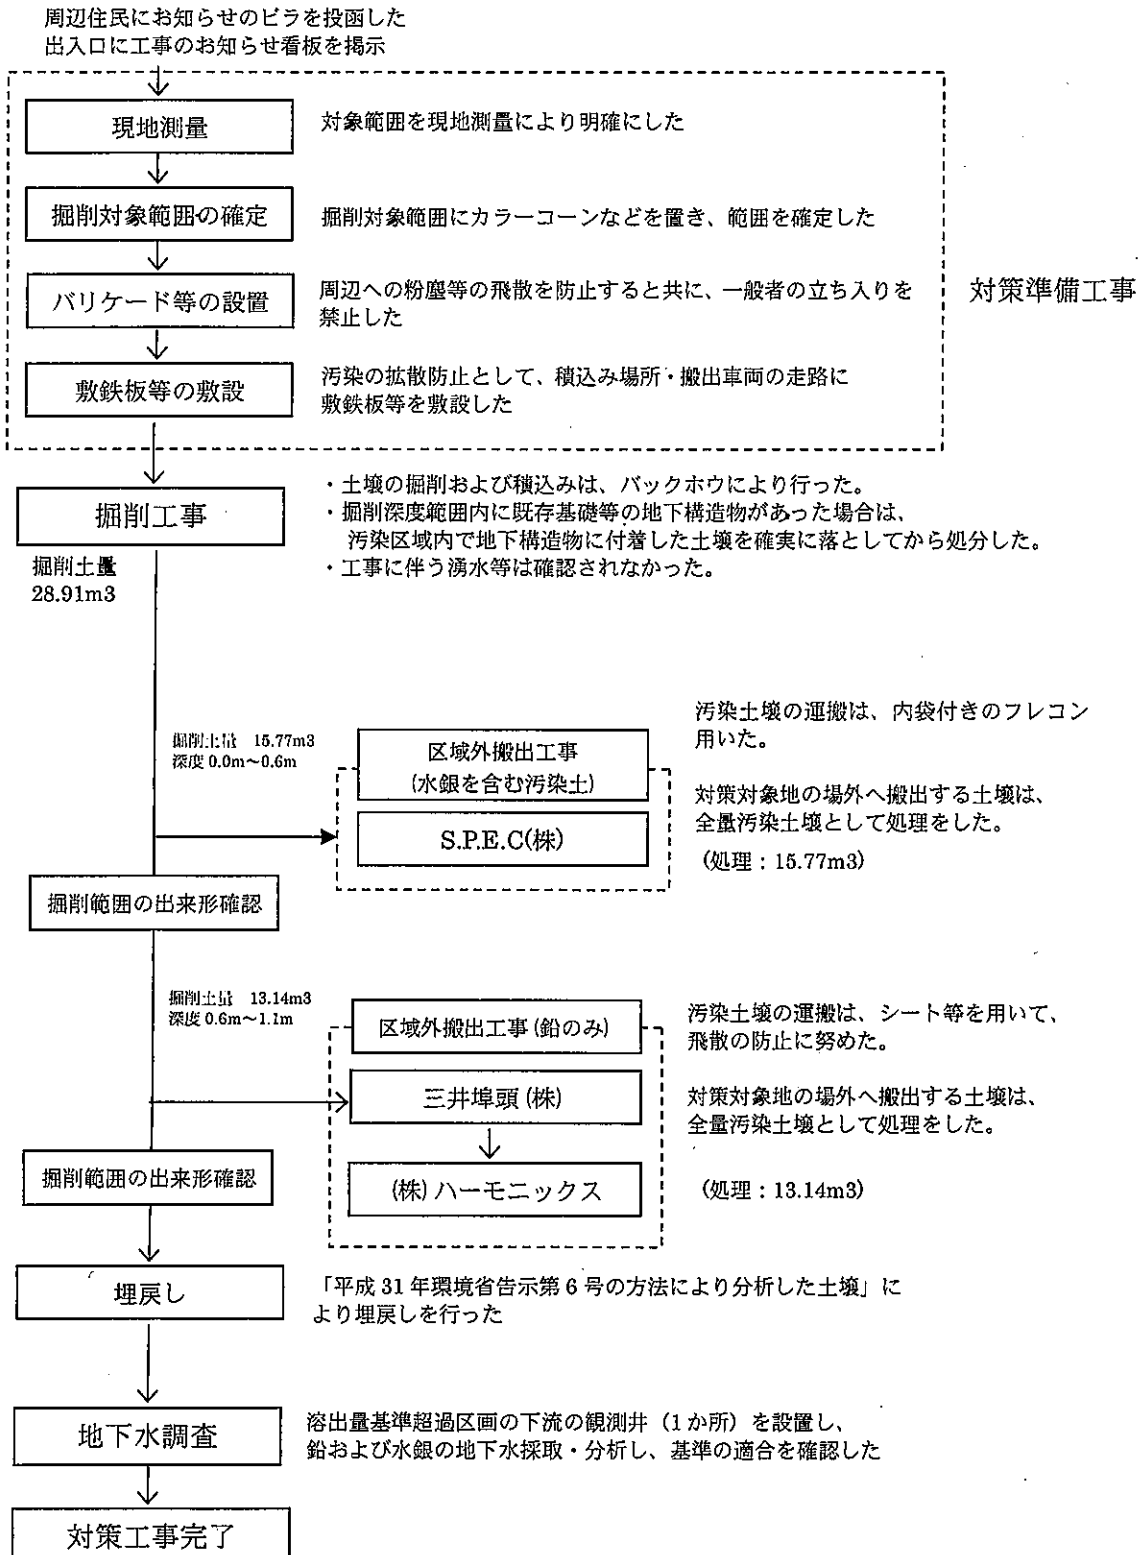 周辺住民にお知らせのビラを投函した
出入口に工事のお知らせ看板を掲示
現地測量
対象範囲を現地測量により明確にした
掘削対象範囲の確定
掘削対象範囲にカラーコーンなどを置き、範囲を確定した
バリケード等の設置
周辺への粉塵等の飛散を防止すると共に、一般者の立ち入りを
禁止した
対策準備工事
敷鉄板等の敷設
汚染の拡散防止として、積込み場所・搬出車両の走路に
敷鉄板等を敷設した
掘削工事
・土壌の掘削および積込みは、バックホウにより行った。
・掘削深度範囲内に既存基礎等の地下構造物があった場合は、
汚染区域内で地下構造物に付着した土壌を確実に落としてから処分した。
・工事に伴う湧水等は確認されなかった。
掘削土量
28.91m3
掘削土量 15.77m3
深度 0.0m～0.6m
区域外搬出工事
(水銀を含む汚染土)
S.P.E.C(株)
汚染土壌の運搬は、内袋付きのフレコン
用いた。
対策対象地の場外へ搬出する土壌は、
全量汚染土壌として処理をした。
(処理：15.77m3)
掘削範囲の出来形確認
掘削土量 13.14m3
深度 0.6m～1.1m
区域外搬出工事(鉛のみ)
三井埠頭(株)
(株)ハーモニックス
汚染土壌の運搬は、シート等を用いて、
飛散の防止に努めた。
対策対象地の場外へ搬出する土壌は、
全量汚染土壌として処理をした。
(処理：13.14m3)
掘削範囲の出来形確認
埋戻し
「平成 31 年環境省告示第 6 号の方法により分析した土壌」に
より埋戻しを行った
地下水調査
溶出量基準超過区画の下流の観測井（1 か所）を設置し、
鉛および水銀の地下水採取・分析し、基準の適合を確認した
対策工事完了